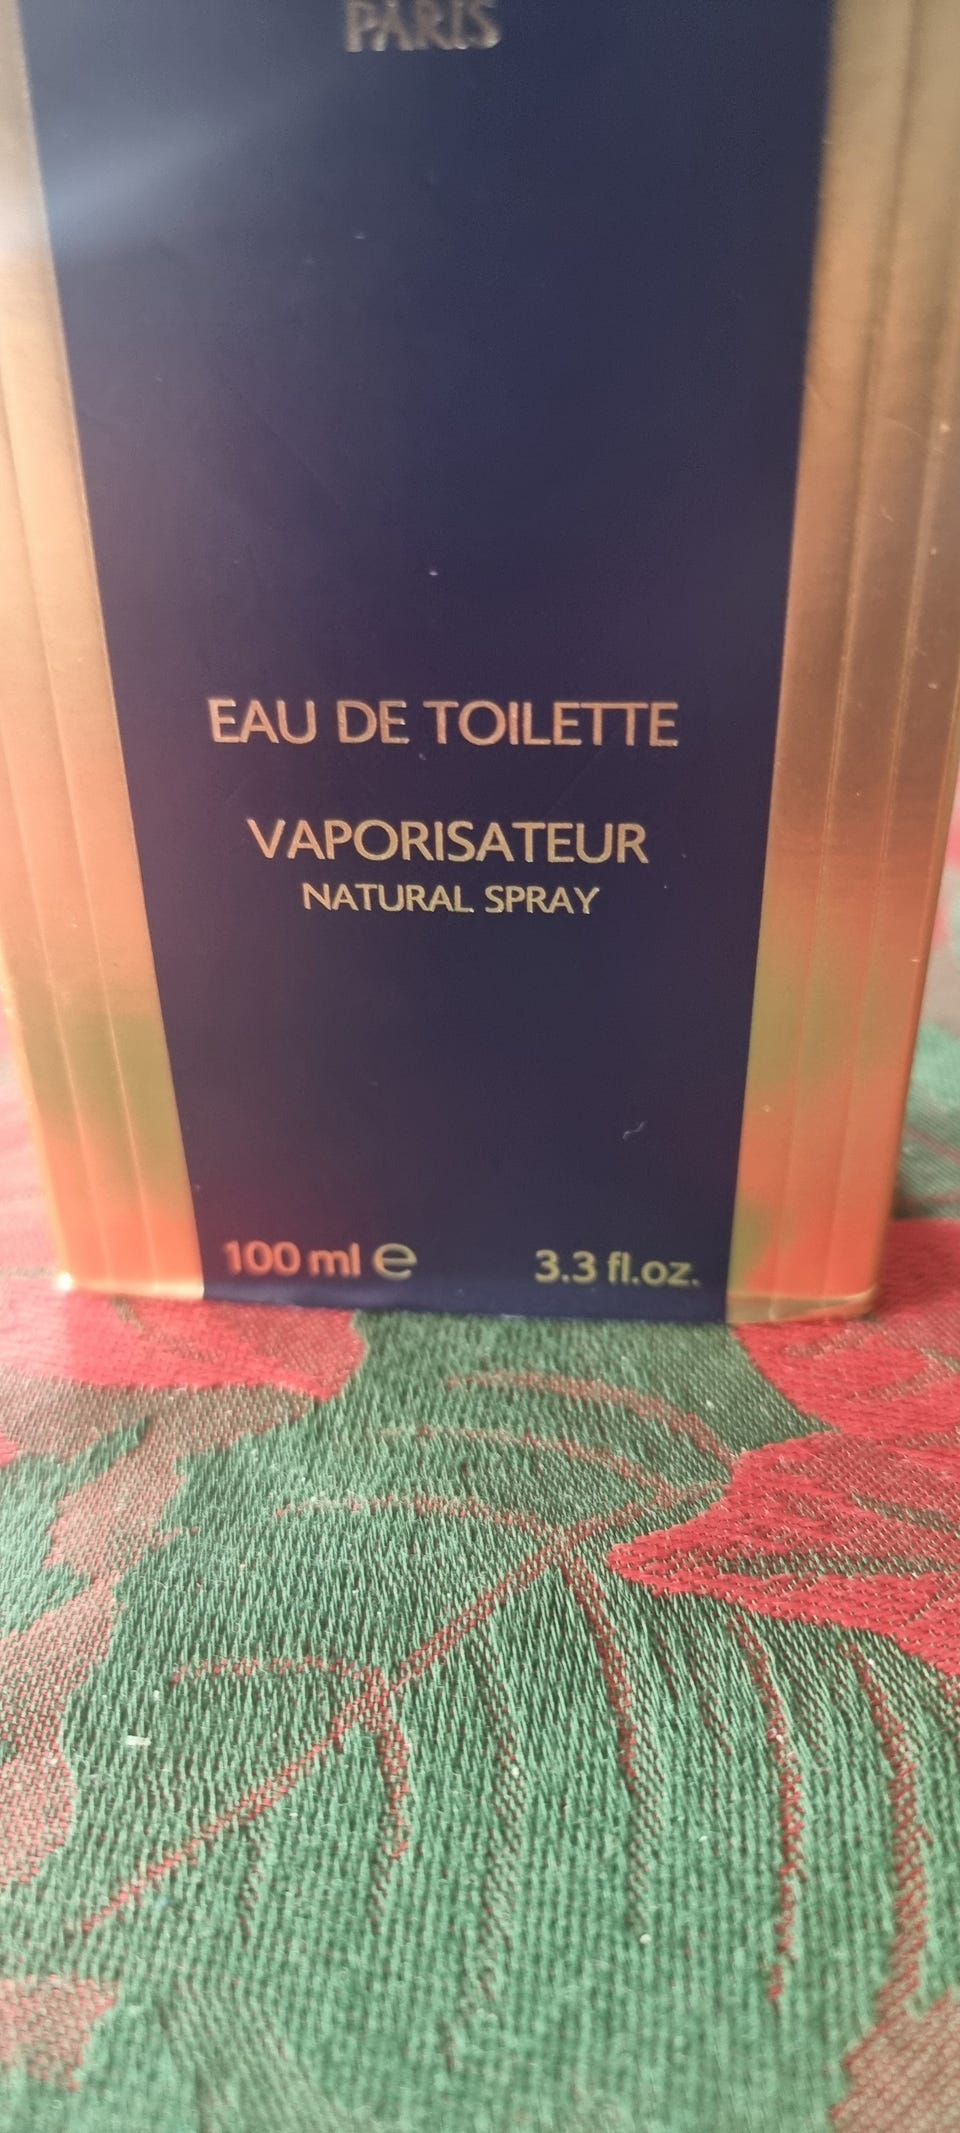 PARIS
EAU DE TOILETTE
VAPORISATEUR
NATURAL SPRAY
100 ml e 3.3 fl.oz.